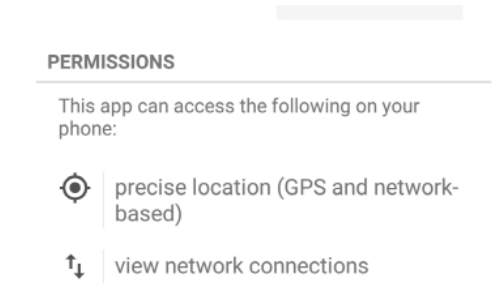 PERMISSIONS
This app can access the following on your
phone:
precise location (GPS and network-
based)
view network connections